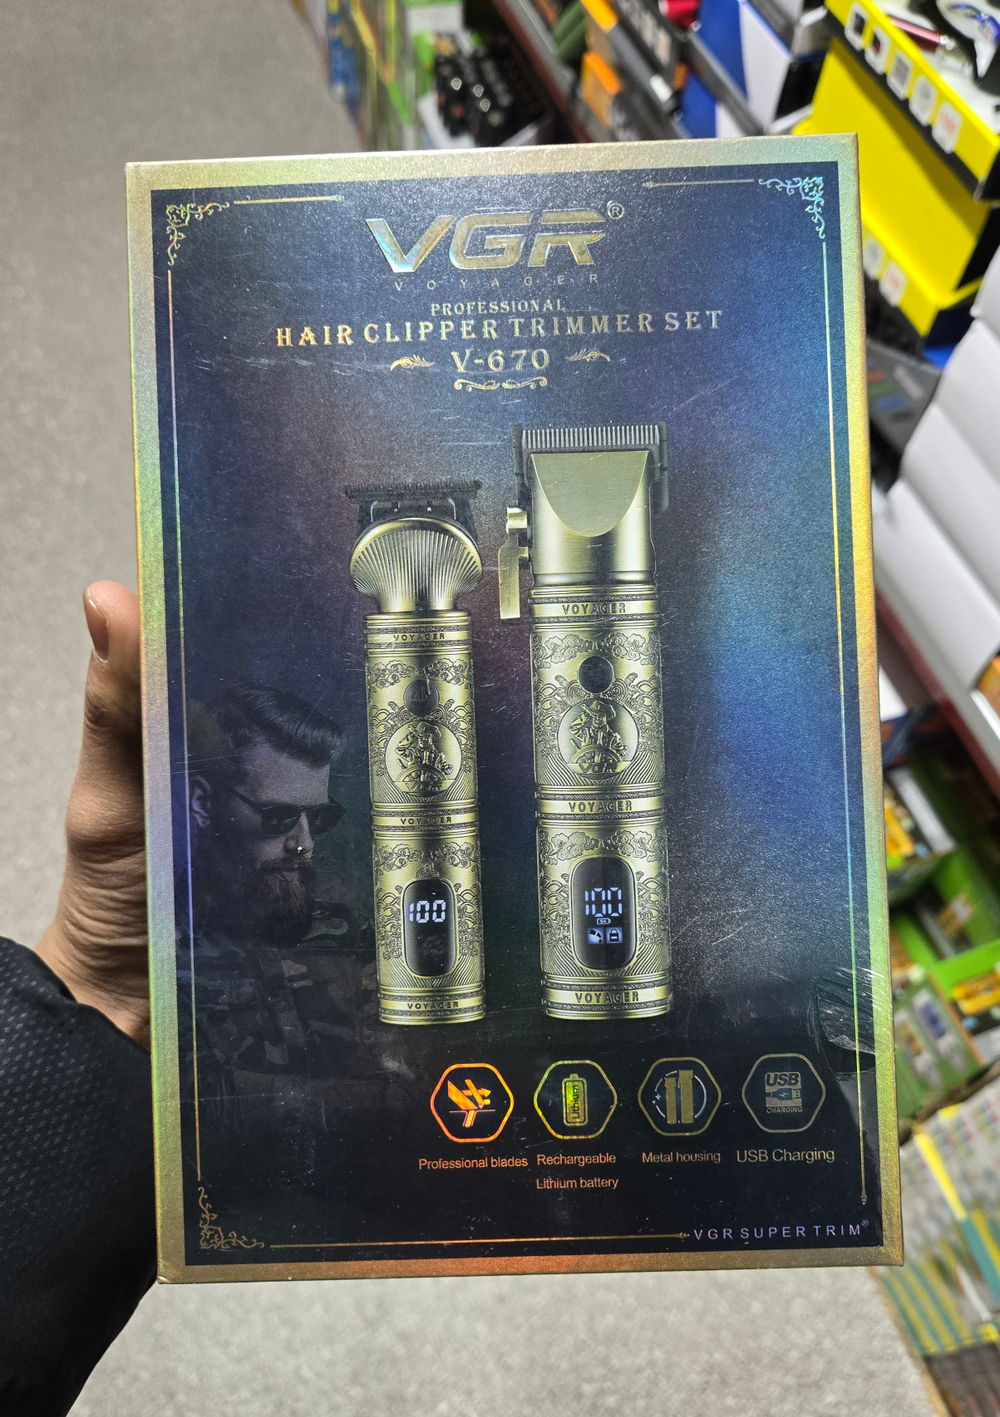 VGR®
VOYAGER
PROFESSIONAL
HAIR CLIPPER TRIMMER SET
V-670
VOYAGER
VOYAGER
VOYAGER
VOYAGER
VOYAGER
VOYAGER
100
100
Lithium
USB
CHARGING
Professional blades
Rechargeable
Lithium battery
Metal housing
USB Charging
VGR SUPER TRIM®